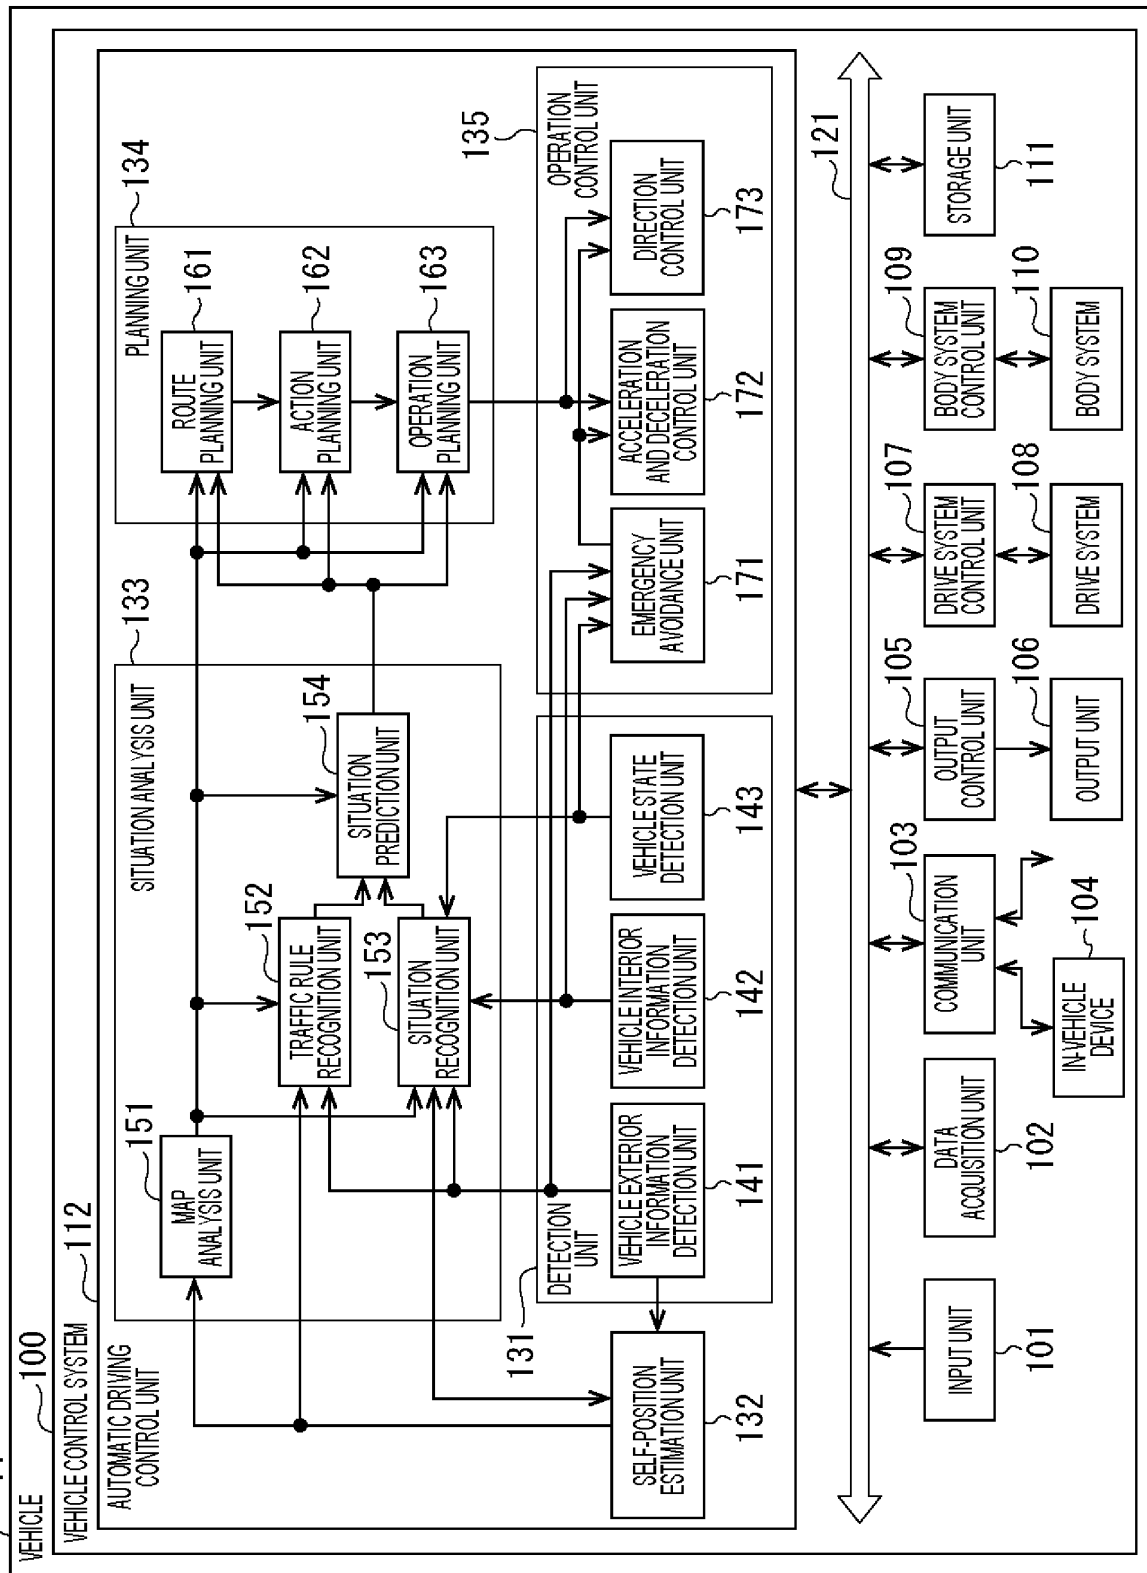 VEHICLE
100
VEHICLE CONTROL SYSTEM
112
AUTOMATIC DRIVING
CONTROL UNIT
SITUATION ANALYSIS UNIT
133
MAP
ANALYSIS UNIT
151
TRAFFIC RULE
RECOGNITION UNIT
152
SITUATION
RECOGNITION UNIT
153
SITUATION
PREDICTION UNIT
154
PLANNING UNIT
134
ROUTE
PLANNING UNIT
161
ACTION
PLANNING UNIT
162
OPERATION
PLANNING UNIT
163
SELF-POSITION
ESTIMATION UNIT
132
DETECTION
UNIT
131
VEHICLE EXTERIOR
INFORMATION
DETECTION UNIT
141
VEHICLE INTERIOR
INFORMATION
DETECTION UNIT
142
VEHICLE STATE
DETECTION UNIT
143
OPERATION
CONTROL UNIT
135
EMERGENCY
AVOIDANCE UNIT
171
ACCELERATION
AND DECELERATION
CONTROL UNIT
172
DIRECTION
CONTROL UNIT
173
121
INPUT UNIT
101
DATA
ACQUISITION UNIT
102
COMMUNICATION
UNIT
103
IN-VEHICLE
DEVICE
104
OUTPUT
CONTROL UNIT
105
OUTPUT UNIT
106
DRIVE SYSTEM
CONTROL UNIT
107
DRIVE SYSTEM
108
BODY SYSTEM
CONTROL UNIT
109
BODY SYSTEM
110
STORAGE UNIT
111